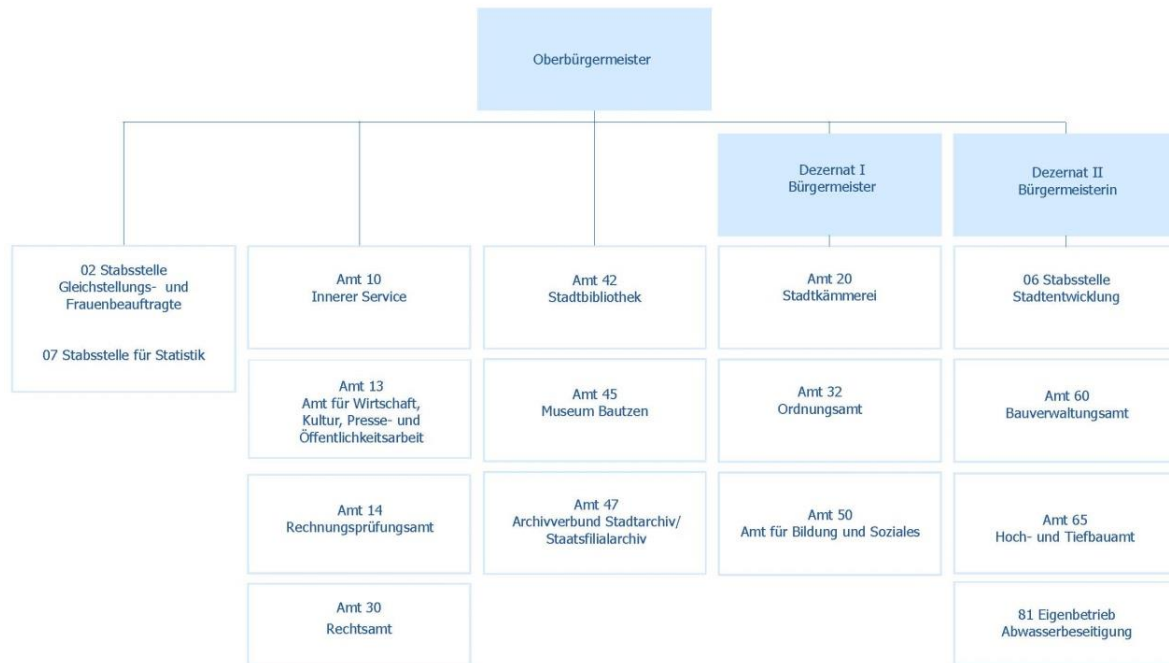 Oberbürgermeister
Dezernat I
Bürgermeister
Dezernat II
Bürgermeisterin
02 Stabsstelle
Gleichstellungs- und
Frauenbeauftragte
07 Stabsstelle für Statistik
Amt 10
Innerer Service
Amt 13
Amt für Wirtschaft,
Kultur, Presse- und
Öffentlichkeitsarbeit
Amt 14
Rechnungsprüfungsamt
Amt 30
Rechtsamt
Amt 42
Stadtbibliothek
Amt 45
Museum Bautzen
Amt 47
Archivverbund Stadtarchiv/
Staatsfilialarchiv
Amt 20
Stadtkämmerei
Amt 32
Ordnungsamt
Amt 50
Amt für Bildung und Soziales
06 Stabsstelle
Stadtentwicklung
Amt 60
Bauverwaltungsamt
Amt 65
Hoch- und Tiefbauamt
81 Eigenbetrieb
Abwasserbeseitigung